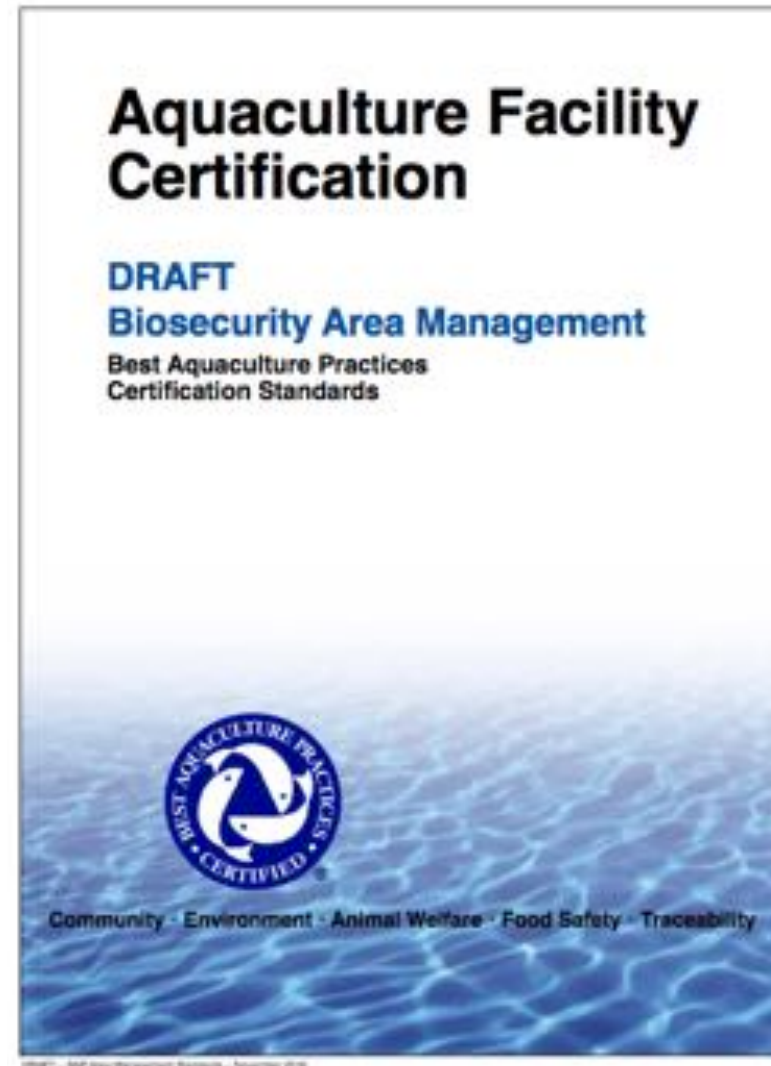 Aquaculture Facility
Certification
DRAFT
Biosecurity Area Management
Best Aquaculture Practices
Certification Standards
BEST AQUACULTURE PRACTICES
CERTIFIED
Community · Environment · Animal Welfare · Food Safety · Traceability